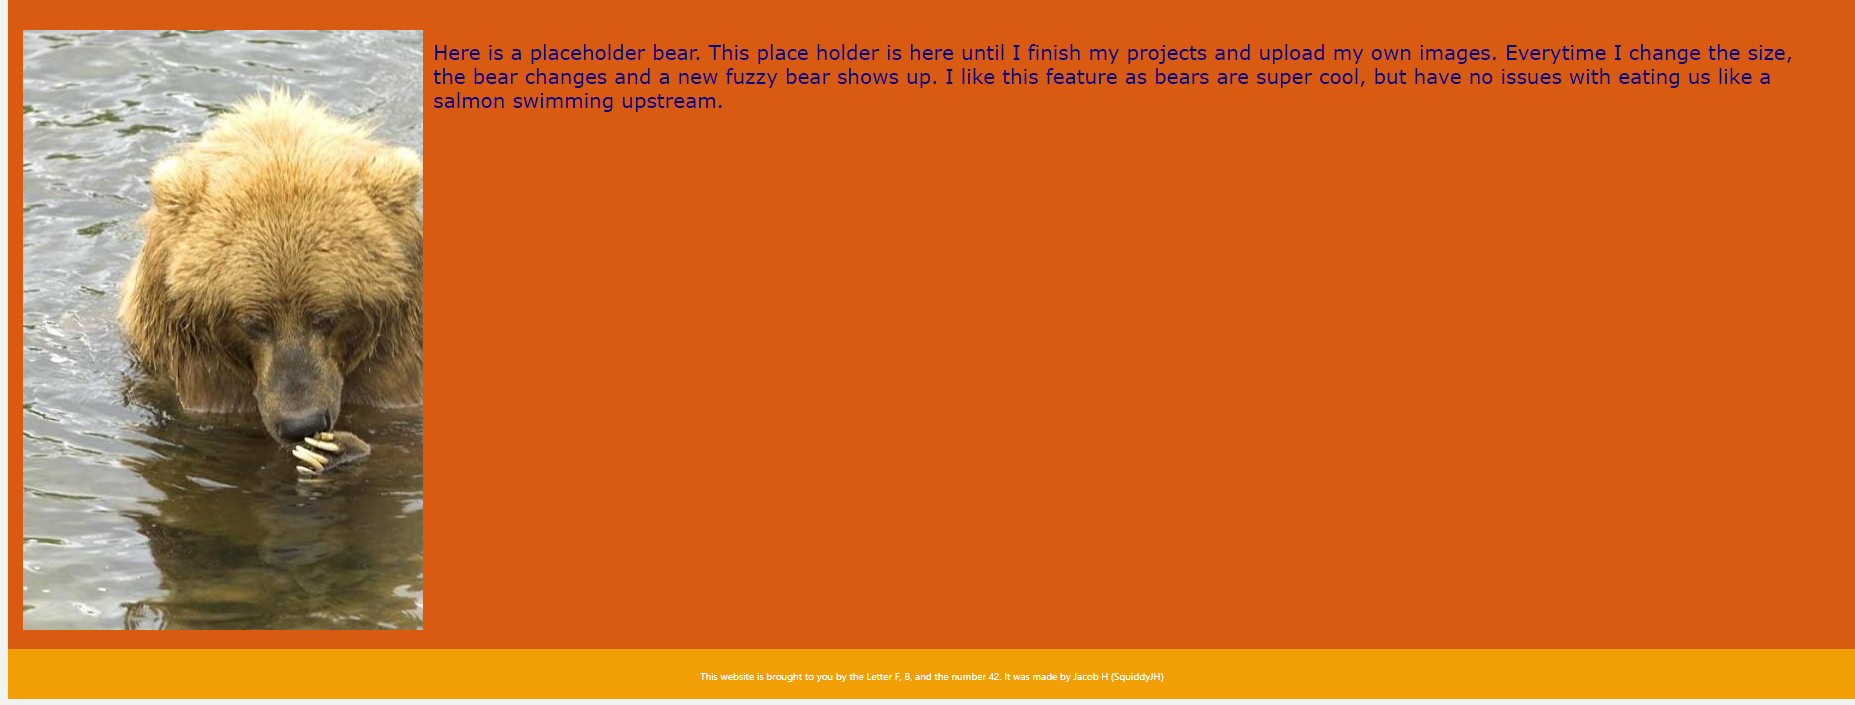 Here is a placeholder bear. This place holder is here until I finish my projects and upload my own images. Everytime I change the size,
the bear changes and a new fuzzy bear shows up. I like this feature as bears are super cool, but have no issues with eating us like a
salmon swimming upstream.
This website is brought to you by the Letter F, B, and the number 42. It was made by Jacob H (SquiddyJH)